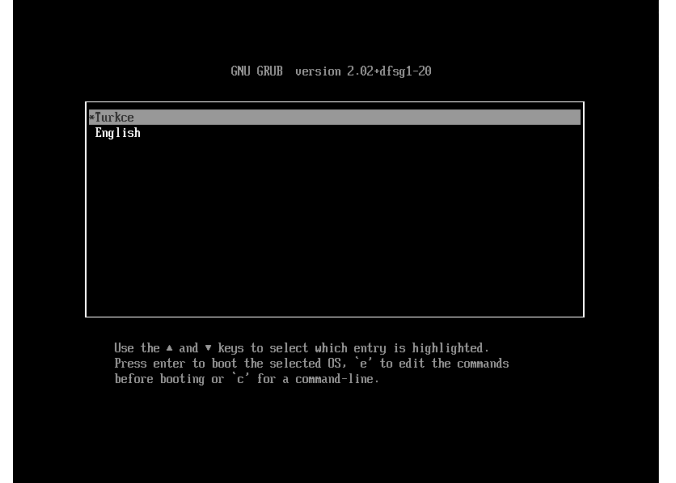 GNU GRUB  version 2.02+dfsg1-20
*Turkce
English
Use the ▲ and ▼ keys to select which entry is highlighted.
Press enter to boot the selected OS, `e' to edit the commands
before booting or `c' for a command-line.